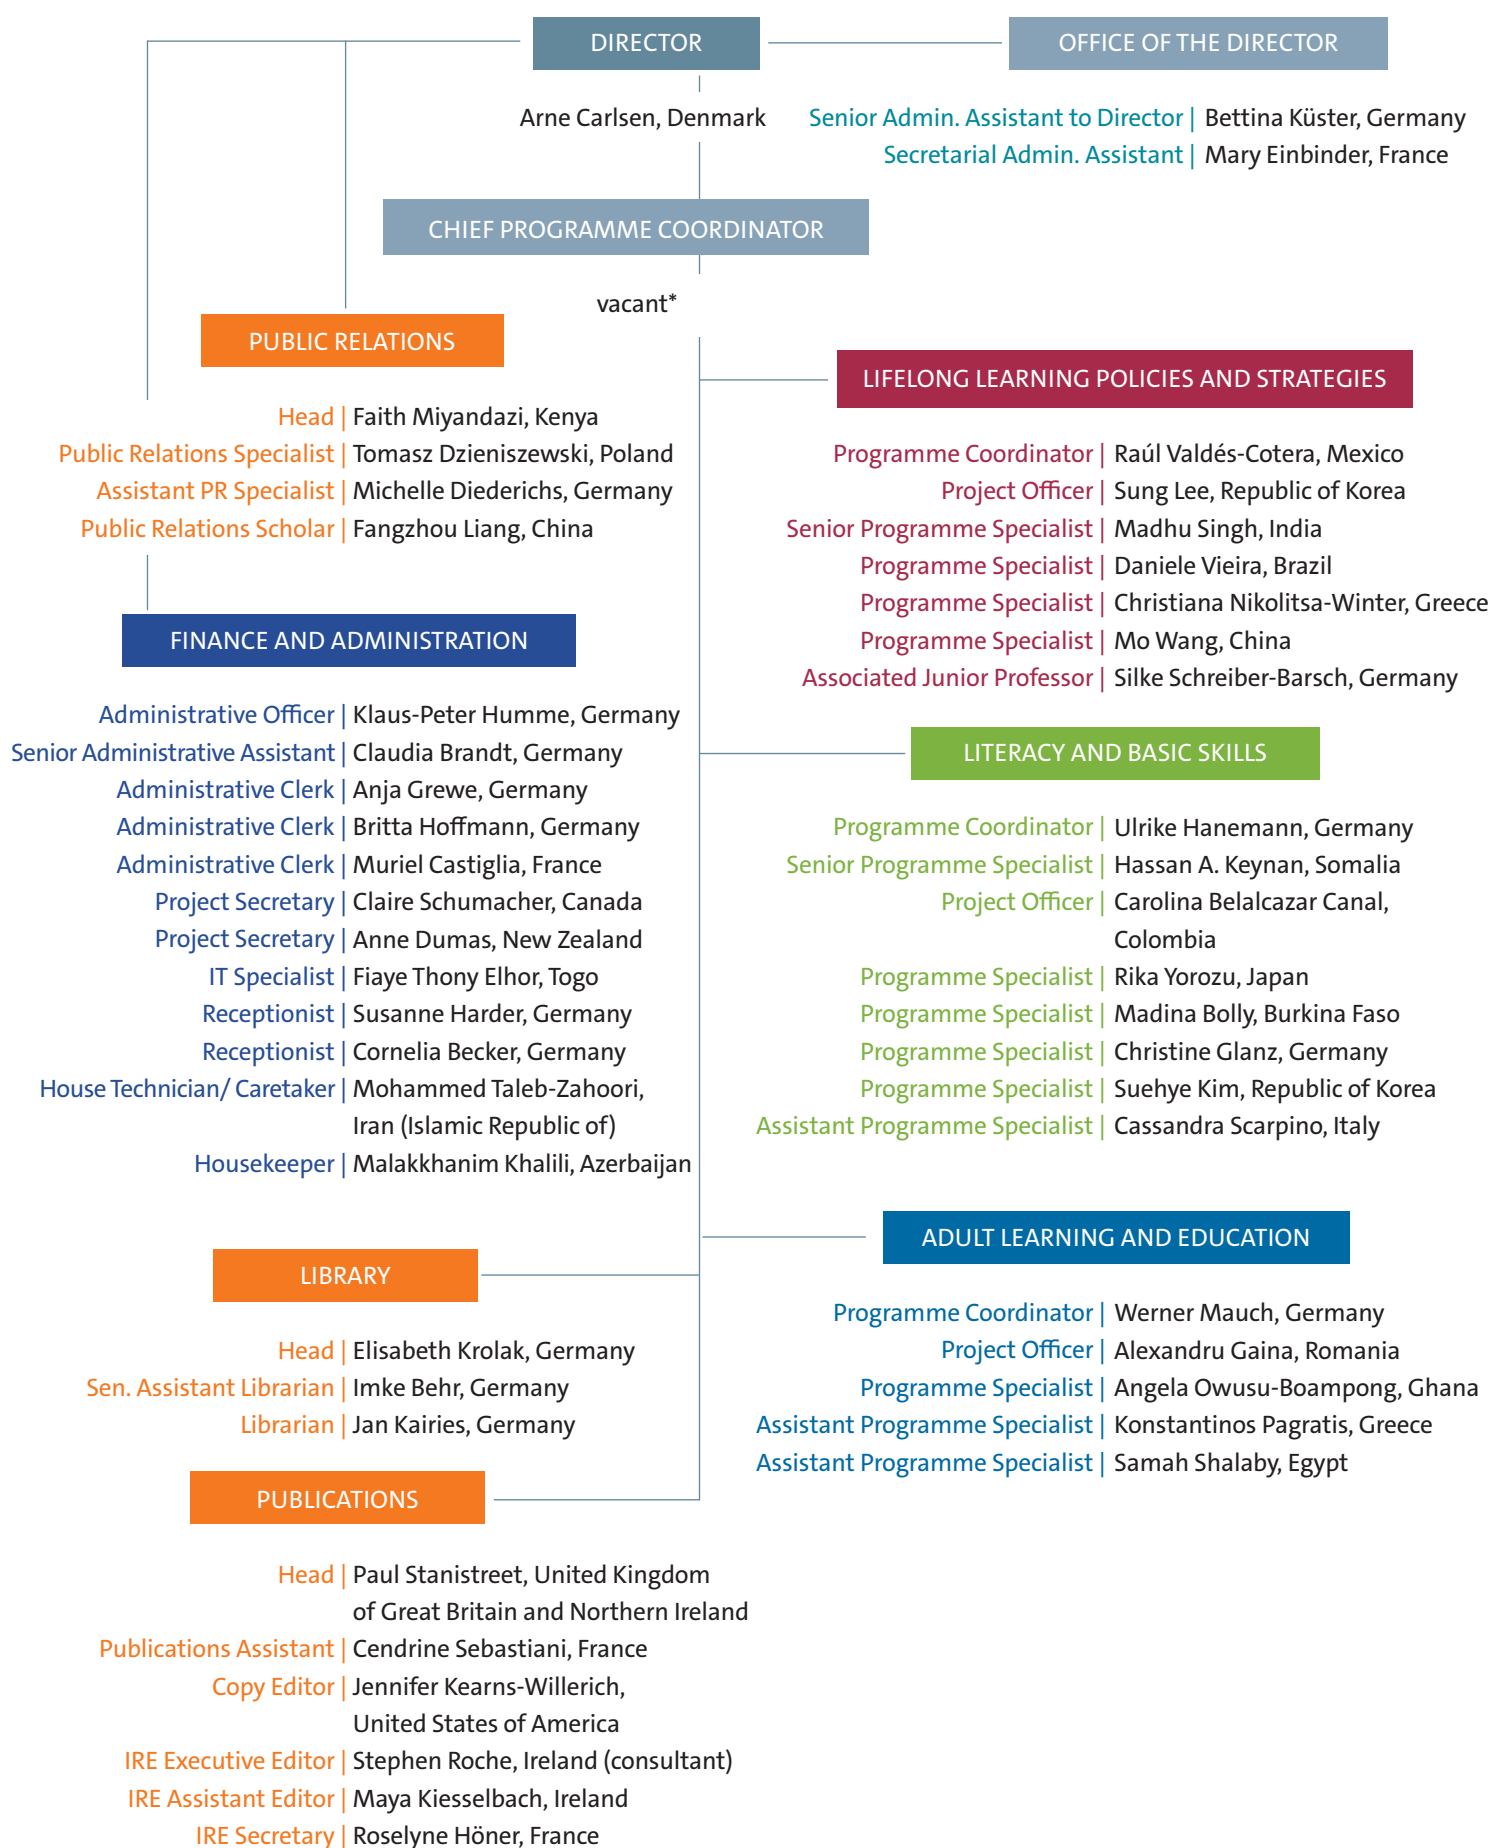 DIRECTOR
OFFICE OF THE DIRECTOR
Arne Carlsen, Denmark
Senior Admin. Assistant to Director | Bettina Küster, Germany
Secretarial Admin. Assistant | Mary Einbinder, France
CHIEF PROGRAMME COORDINATOR
vacant*
PUBLIC RELATIONS
Head | Faith Miyandazi, Kenya
Public Relations Specialist | Tomasz Dzieniszewski, Poland
Assistant PR Specialist | Michelle Diederichs, Germany
Public Relations Scholar | Fangzhou Liang, China
FINANCE AND ADMINISTRATION
Administrative Officer | Klaus-Peter Humme, Germany
Senior Administrative Assistant | Claudia Brandt, Germany
Administrative Clerk | Anja Grewe, Germany
Administrative Clerk | Britta Hoffmann, Germany
Administrative Clerk | Muriel Castiglia, France
Project Secretary | Claire Schumacher, Canada
Project Secretary | Anne Dumas, New Zealand
IT Specialist | Fiaye Thony Elhor, Togo
Receptionist | Susanne Harder, Germany
Receptionist | Cornelia Becker, Germany
House Technician/ Caretaker | Mohammed Taleb-Zahoori,
Iran (Islamic Republic of)
Housekeeper | Malakkhanim Khalili, Azerbaijan
LIBRARY
Head | Elisabeth Krolak, Germany
Sen. Assistant Librarian | Imke Behr, Germany
Librarian | Jan Kairies, Germany
PUBLICATIONS
Head | Paul Stanistreet, United Kingdom
of Great Britain and Northern Ireland
Publications Assistant | Cendrine Sebastiani, France
Copy Editor | Jennifer Kearns-Willerich,
United States of America
IRE Executive Editor | Stephen Roche, Ireland (consultant)
IRE Assistant Editor | Maya Kiesselbach, Ireland
IRE Secretary | Roselyne Höner, France
LIFELONG LEARNING POLICIES AND STRATEGIES
Programme Coordinator | Raúl Valdés-Cotera, Mexico
Project Officer | Sung Lee, Republic of Korea
Senior Programme Specialist | Madhu Singh, India
Programme Specialist | Daniele Vieira, Brazil
Programme Specialist | Christiana Nikolitsa-Winter, Greece
Programme Specialist | Mo Wang, China
Associated Junior Professor | Silke Schreiber-Barsch, Germany
LITERACY AND BASIC SKILLS
Programme Coordinator | Ulrike Hanemann, Germany
Senior Programme Specialist | Hassan A. Keynan, Somalia
Project Officer | Carolina Belalcazar Canal,
Colombia
Programme Specialist | Rika Yorozu, Japan
Programme Specialist | Madina Bolly, Burkina Faso
Programme Specialist | Christine Glanz, Germany
Programme Specialist | Suehye Kim, Republic of Korea
Assistant Programme Specialist | Cassandra Scarpino, Italy
ADULT LEARNING AND EDUCATION
Programme Coordinator | Werner Mauch, Germany
Project Officer | Alexandru Gaina, Romania
Programme Specialist | Angela Owusu-Boampong, Ghana
Assistant Programme Specialist | Konstantinos Pagratis, Greece
Assistant Programme Specialist | Samah Shalaby, Egypt